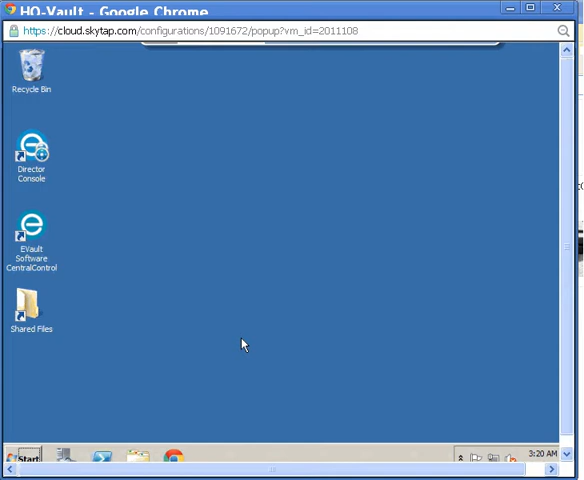 HQ-Vault - Google Chrome
https://cloud.skytap.com/configurations/1091672/popup?vm_id=2011108
Recycle Bin
Director
Console
EVault
Software
CentralControl
Shared Files
Start
3:20 AM